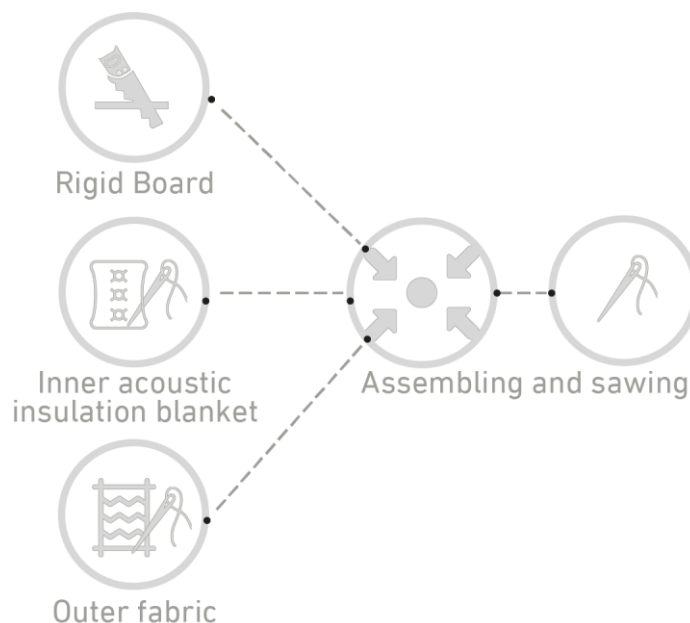 Rigid Board
Inner acoustic
insulation blanket
Assembling and sawing
Outer fabric